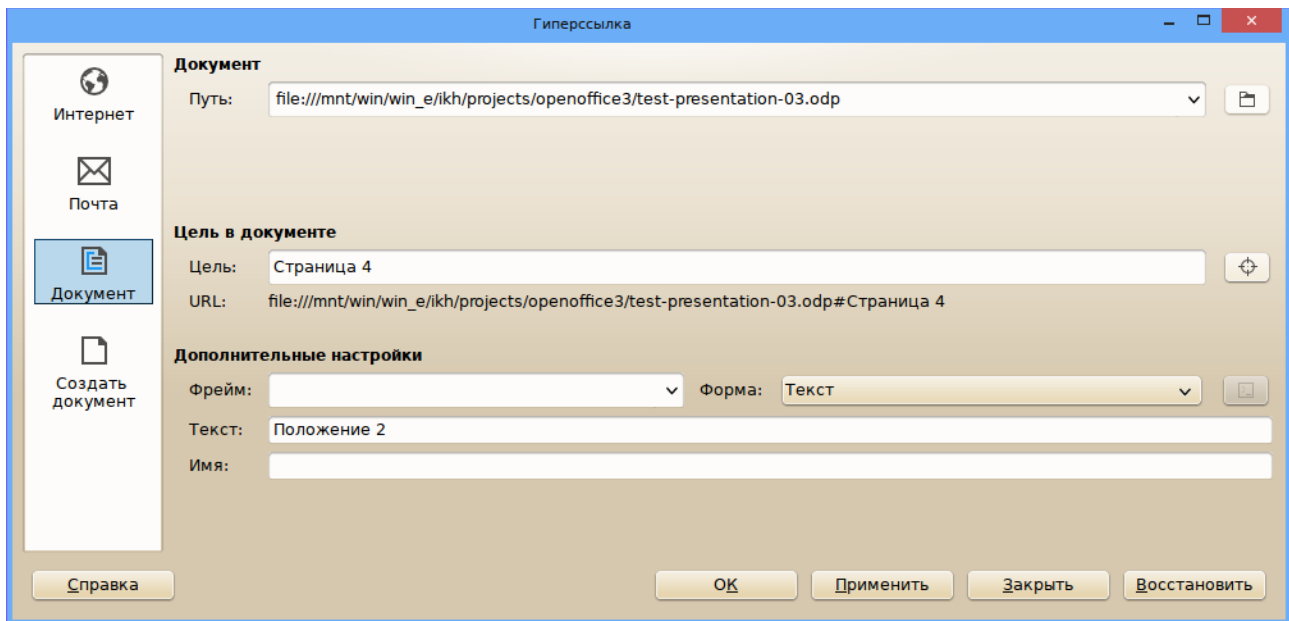 Гиперссылка
Интернет
Почта
Документ
Создать
документ
Документ
Путь: file:///mnt/win/win_e/ikh/projects/openoffice3/test-presentation-03.odp
Цель в документе
Цель: Страница 4
URL: file:///mnt/win/win_e/ikh/projects/openoffice3/test-presentation-03.odp#Страница 4
Дополнительные настройки
Фрейм: Форма: Текст
Текст: Положение 2
Имя:
Справка OK Применить Закрыть Восстановить